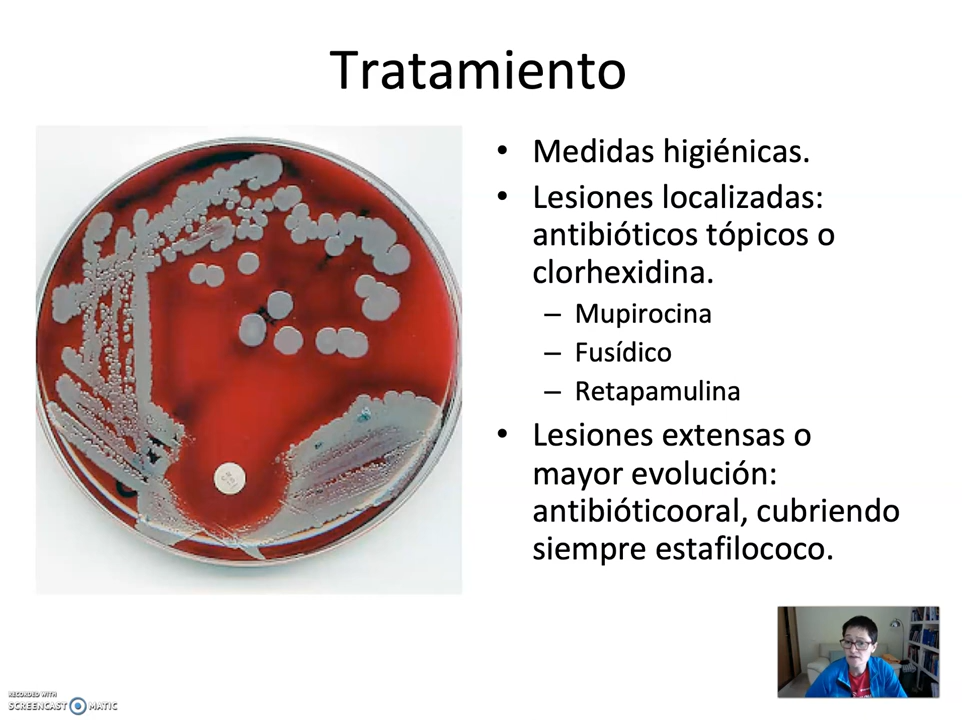 Tratamiento
• Medidas higiénicas.
• Lesiones localizadas:
antibióticos tópicos o
clorhexidina.
– Mupirocina
– Fusídico
– Retapamulina
• Lesiones extensas o
mayor evolución:
antibióticooral, cubriendo
siempre estafilococo.
RECORDED WITH
SCREENCAST MATIC